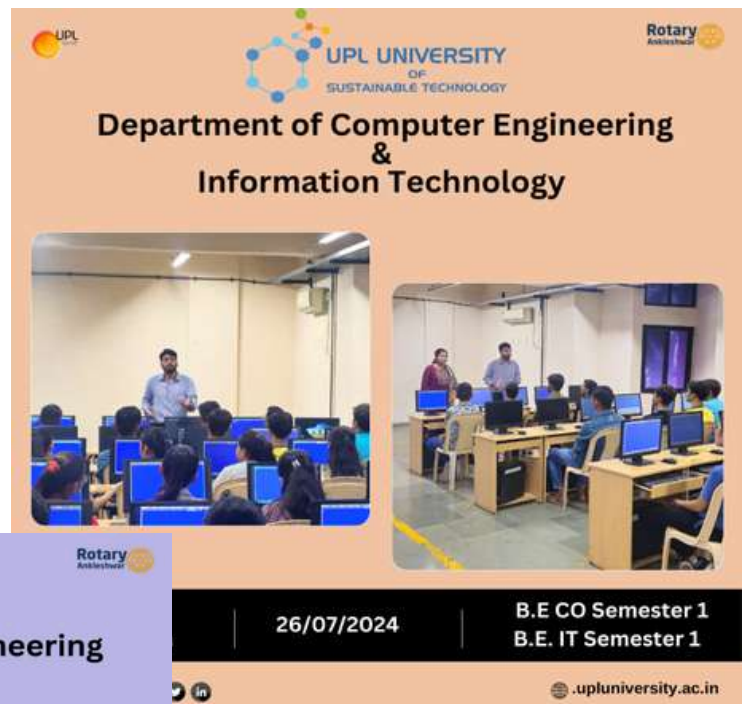 UPL
Rotary
Ankleshwar
UPL UNIVERSITY
OF
SUSTAINABLE TECHNOLOGY
Department of Computer Engineering
&
Information Technology
Rotary
Ankleshwar
neering
26/07/2024
B.E CO Semester 1
B.E. IT Semester 1
in
.upluniversity.ac.in